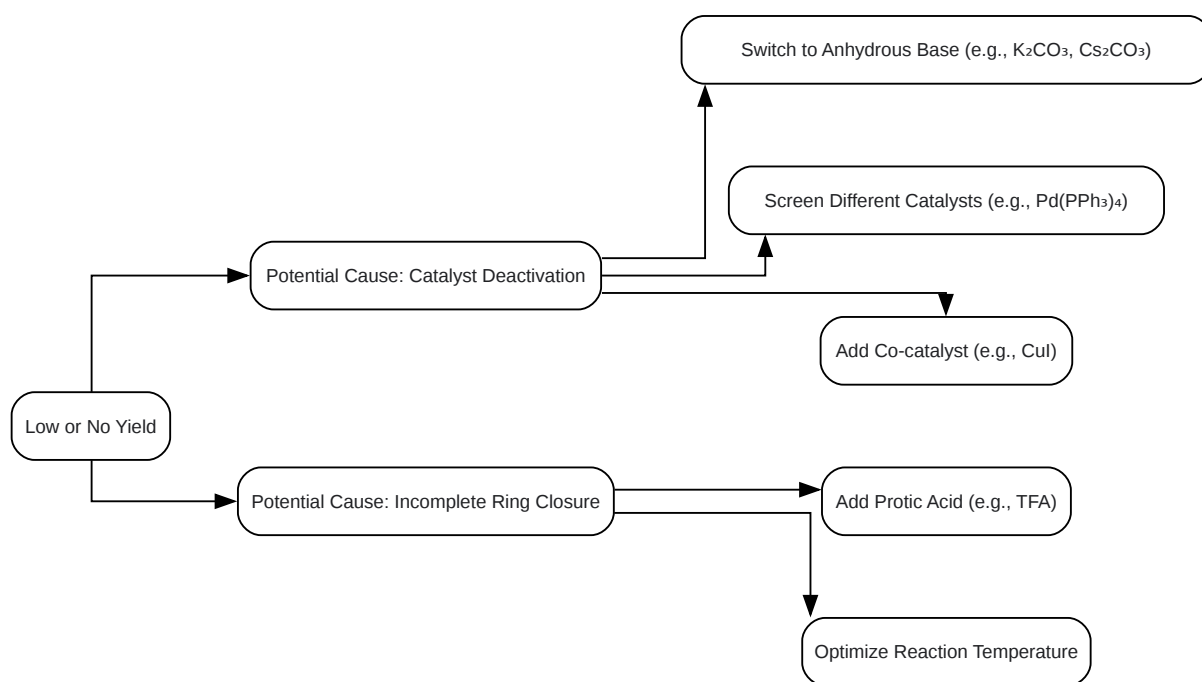 Switch to Anhydrous Base (e.g., K₂CO₃, Cs₂CO₃)
Screen Different Catalysts (e.g., Pd(PPh₃)₄)
Potential Cause: Catalyst Deactivation
Add Co-catalyst (e.g., CuI)
Low or No Yield
Potential Cause: Incomplete Ring Closure
Add Protic Acid (e.g., TFA)
Optimize Reaction Temperature